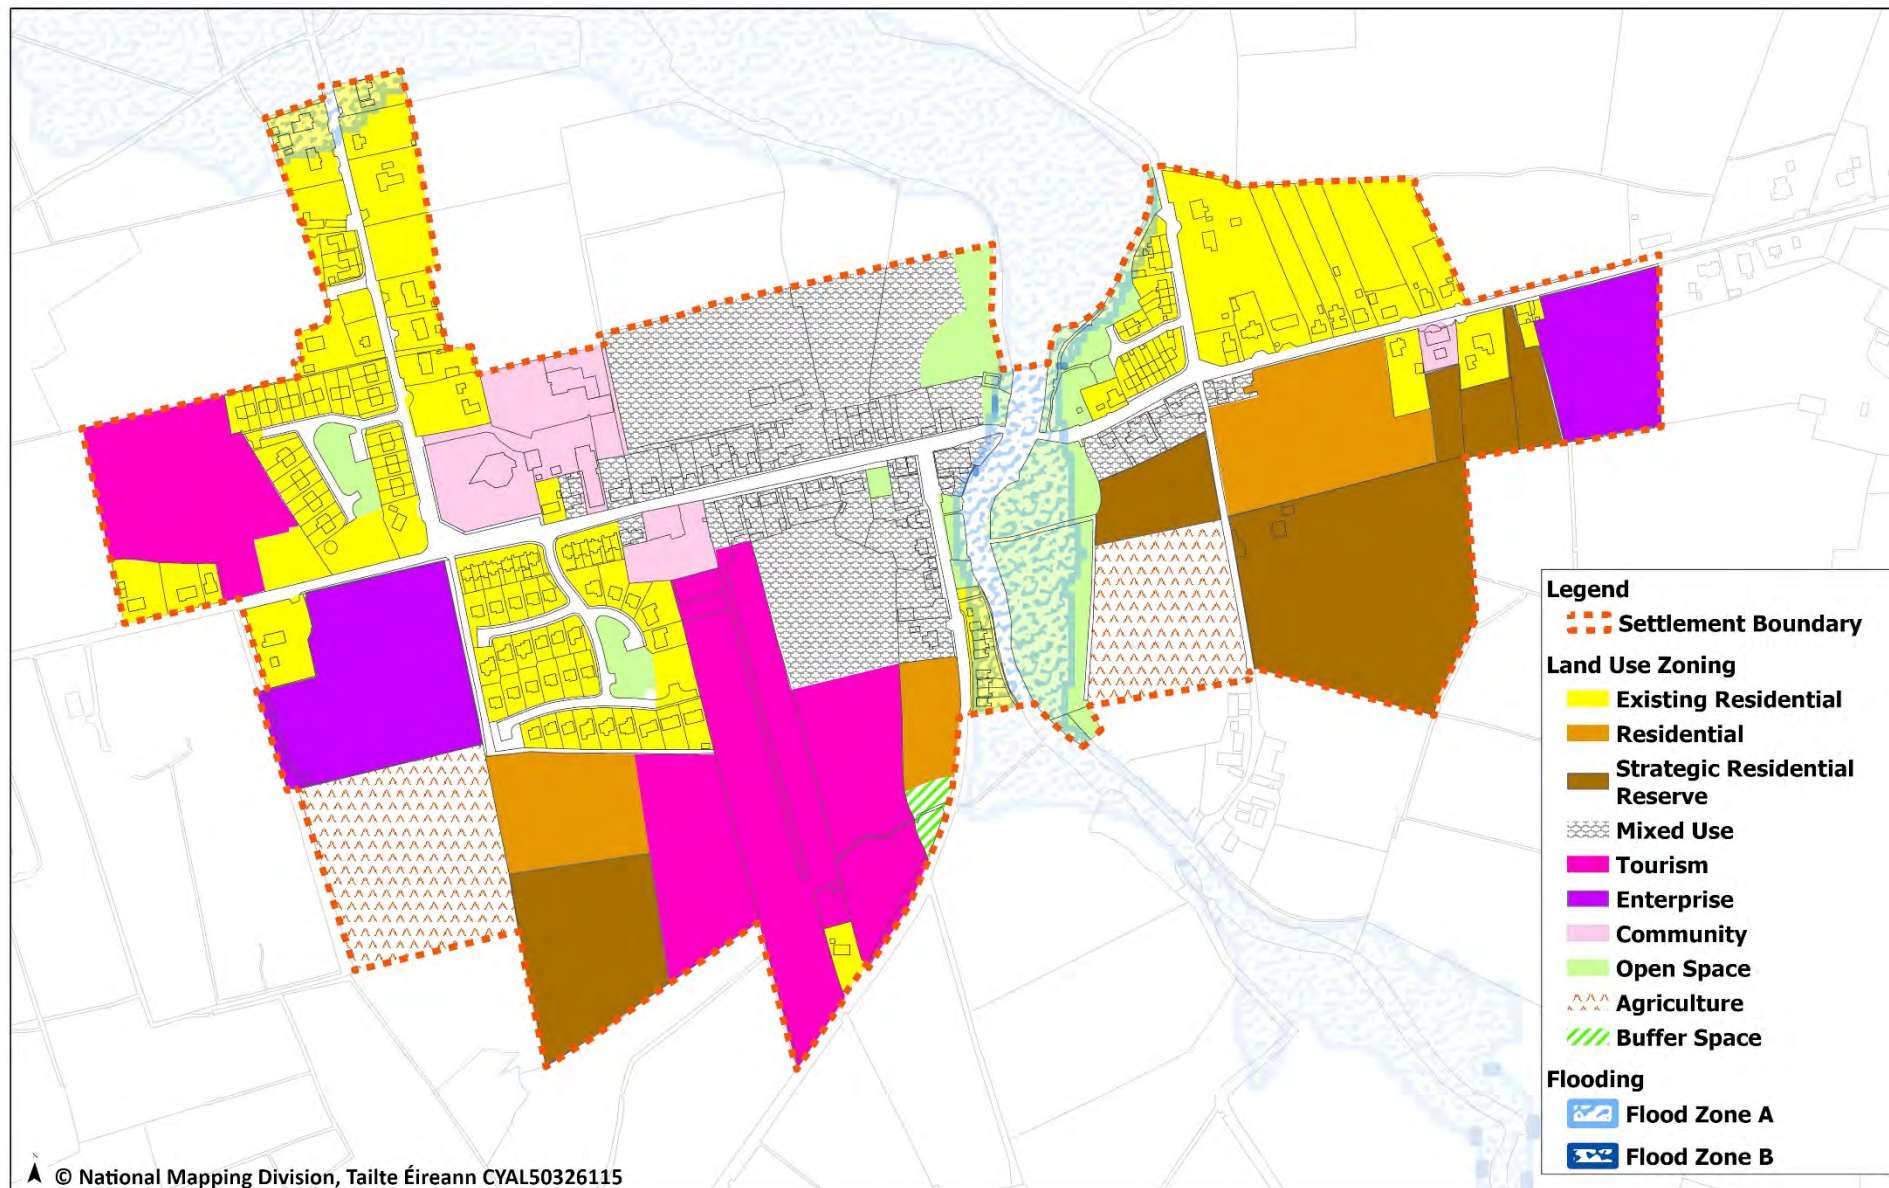 Legend
Settlement Boundary
Land Use Zoning
Existing Residential
Residential
Strategic Residential
Reserve
Mixed Use
Tourism
Enterprise
Community
Open Space
Agriculture
Buffer Space
Flooding
Flood Zone A
Flood Zone B
N
© National Mapping Division, Tailte Éireann CYAL50326115